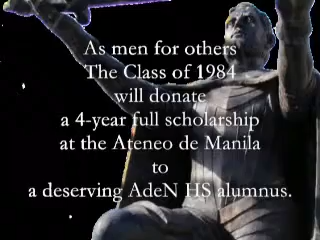 As men for others
The Class of 1984
will donate
a 4-year full scholarship
at the Ateneo de Manila
to
a deserving AdeN HS alumnus.